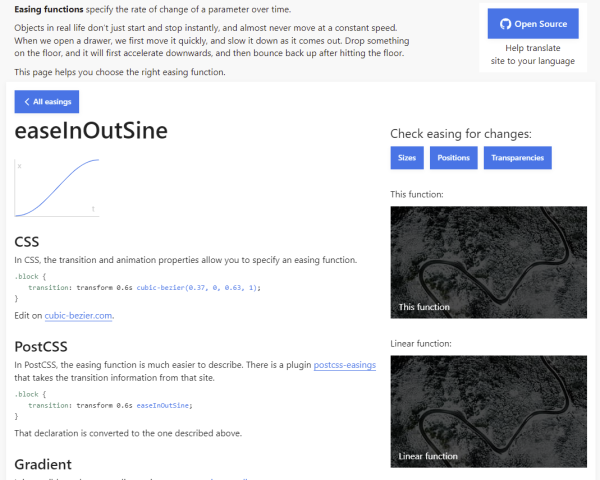 Easing functions specify the rate of change of a parameter over time.
Objects in real life don't just start and stop instantly, and almost never move at a constant speed.
When we open a drawer, we first move it quickly, and slow it down as it comes out. Drop something
on the floor, and it will first accelerate downwards, and then bounce back up after hitting the floor.
This page helps you choose the right easing function.
Open Source
Help translate
site to your language
All easings
easeInOutSine
x
t
CSS
In CSS, the transition and animation properties allow you to specify an easing function.
.block {
transition: transform 0.6s cubic-bezier(0.37, 0, 0.63, 1);
}
Edit on cubic-bezier.com.
PostCSS
In PostCSS, the easing function is much easier to describe. There is a plugin postcss-easings
that takes the transition information from that site.
.block {
transition: transform 0.6s easeInOutSine;
}
That declaration is converted to the one described above.
Gradient
Check easing for changes:
Sizes
Positions
Transparencies
This function:
This function
Linear function:
Linear function